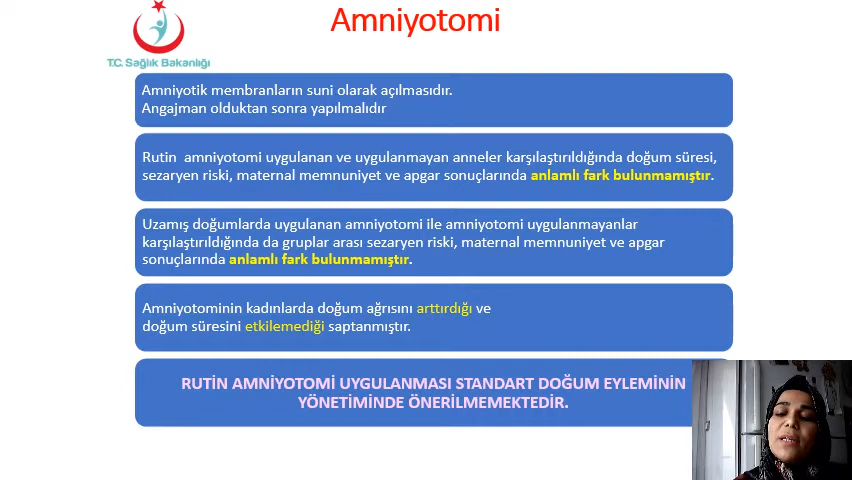 Amniyotomi
T.C. Sağlık Bakanlığı
Amniyotik membranların suni olarak açılmasıdır.
Angajman olduktan sonra yapılmalıdır
Rutin amniyotomi uygulanan ve uygulanmayan anneler karşılaştırıldığında doğum süresi,
sezaryen riski, maternal memnuniyet ve apgar sonuçlarında anlamlı fark bulunmamıştır.
Uzamış doğumlarda uygulanan amniyotomi ile amniyotomi uygulanmayanlar
karşılaştırıldığında da gruplar arası sezaryen riski, maternal memnuniyet ve apgar
sonuçlarında anlamlı fark bulunmamıştır.
Amniyotominin kadınlarda doğum ağrısını arttırdığı ve
doğum süresini etkilemediği saptanmıştır.
RUTİN AMNİYOTOMİ UYGULANMASI STANDART DOĞUM EYLEMİNİN
YÖNETİMİNDE ÖNERİLMEMEKTEDİR.